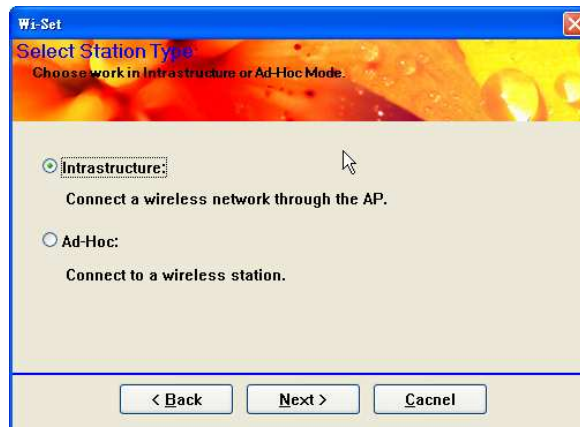 Wi-Set
Select Station Type:
Choose work in Intrastructure or Ad-Hoc Mode.
Intrastructure:
Connect a wireless network through the AP.
Ad-Hoc:
Connect to a wireless station.
< Back
Next >
Cacnel